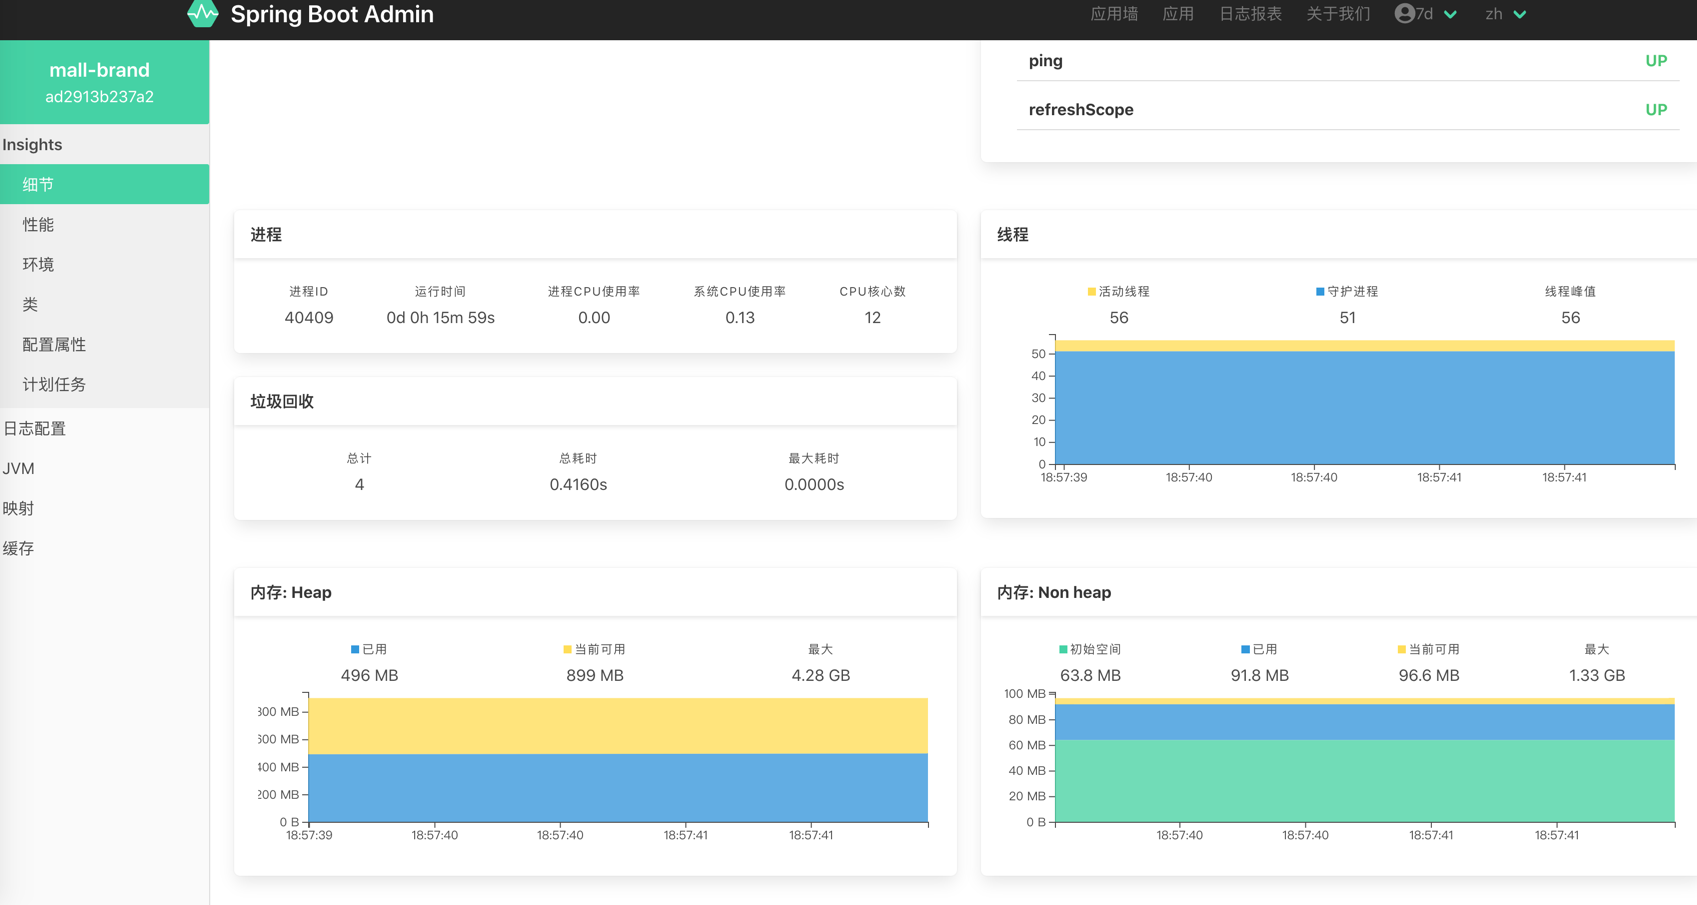 Spring Boot Admin
应用墙 应用 日志报表 关于我们 7d zh
mall-brand
ad2913b237a2
Insights
细节
性能
环境
类
配置属性
计划任务
日志配置
JVM
映射
缓存
ping UP
refreshScope UP
进程
进程ID 运行时间 进程CPU使用率 系统CPU使用率 CPU核心数
40409 0d 0h 15m 59s 0.00 0.13 12
垃圾回收
总计 总耗时 最大耗时
4 0.4160s 0.0000s
线程
活动线程 守护进程 线程峰值
56 51 56
50
40
30
20
10
0
18:57:39 18:57:40 18:57:40 18:57:41 18:57:41
内存: Heap
已用 当前可用 最大
496 MB 899 MB 4.28 GB
800 MB
600 MB
400 MB
200 MB
0 B
18:57:39 18:57:40 18:57:40 18:57:41 18:57:41
内存: Non heap
初始空间 已用 当前可用 最大
63.8 MB 91.8 MB 96.6 MB 1.33 GB
100 MB
80 MB
60 MB
40 MB
20 MB
0 B
18:57:40 18:57:40 18:57:41 18:57:41